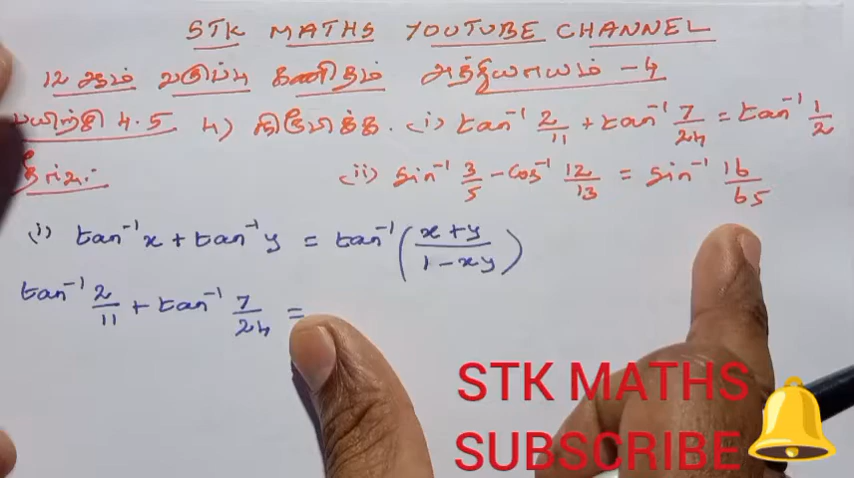 STK MATHS YOUTUBE CHANNEL
12 ஆம் வகுப்பு கணிதம் அத்தியாயம் - 4
பயிற்சி 4.5 4) நிரூபிக்க. (i) tan⁻¹ 2/11 + tan⁻¹ 7/24 = tan⁻¹ 1/2
தீர்வு:- (ii) sin⁻¹ 3/5 - cos⁻¹ 12/13 = sin⁻¹ 16/65
(i) tan⁻¹x + tan⁻¹y = tan⁻¹ ( x+y / 1-xy )
tan⁻¹ 2/11 + tan⁻¹ 7/24 =
STK MATHS
SUBSCRIBE